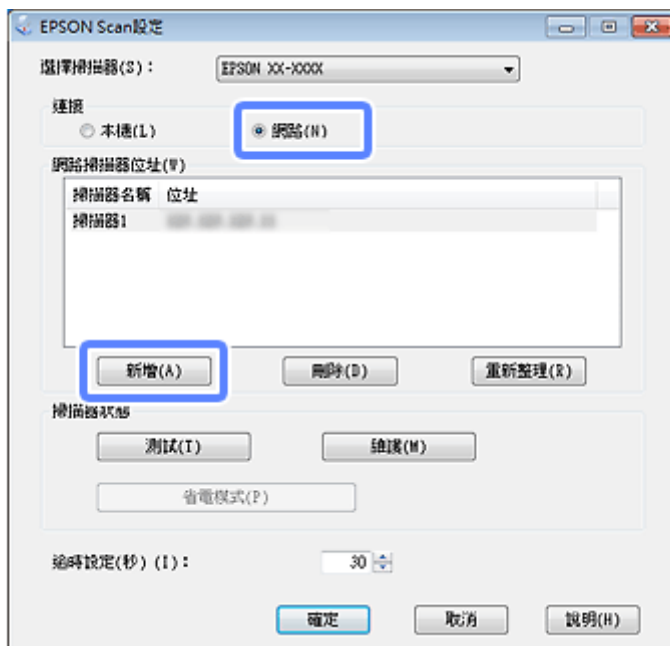 EPSON Scan設定
選擇掃描器(S)： EPSON XX-XXXX
連接
本機(L) 網路(N)
網路掃描器位址(W)
掃描器名稱 位址
掃描器1
新增(A) 刪除(D) 重新整理(R)
掃描器狀態
測試(T) 維護(M)
省電模式(P)
逾時設定(秒) (I)： 30
確定 取消 說明(H)